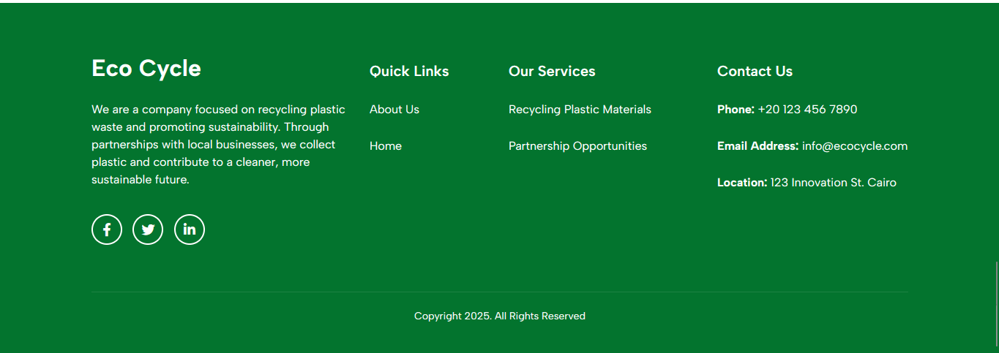 Eco Cycle
We are a company focused on recycling plastic
waste and promoting sustainability. Through
partnerships with local businesses, we collect
plastic and contribute to a cleaner, more
sustainable future.
Quick Links
About Us
Home
Our Services
Recycling Plastic Materials
Partnership Opportunities
Contact Us
Phone: +20 123 456 7890
Email Address: info@ecocycle.com
Location: 123 Innovation St. Cairo
Copyright 2025. All Rights Reserved